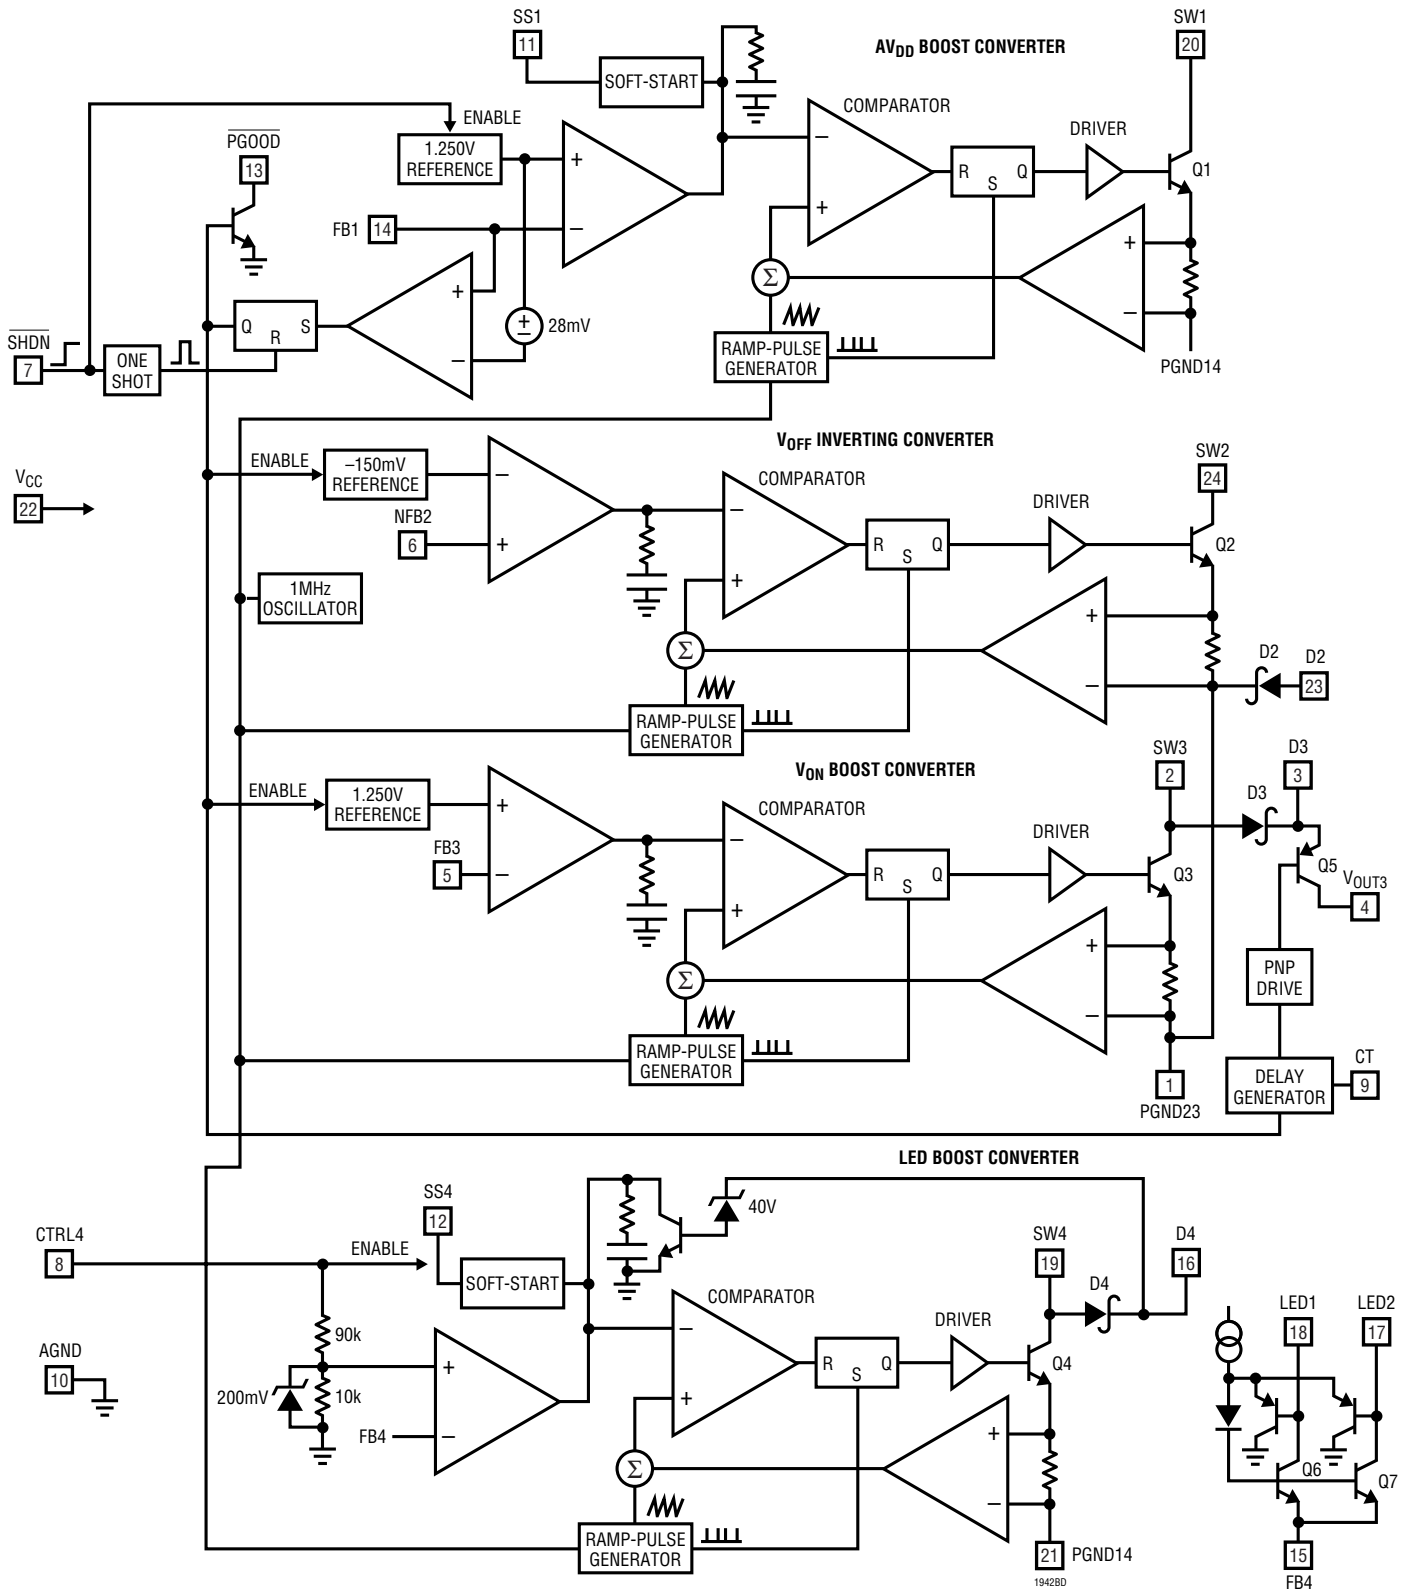 SS1
11
AVDD BOOST CONVERTER
SW1
20
SOFT-START
COMPARATOR
ENABLE
PGOOD
13
1.250V
REFERENCE
+
−
DRIVER
R
S
Q
Q1
FB1
14
−
+
+
−
Σ
+
−
28mV
+
−
PGND14
SHDN
7
ONE
SHOT
Q
R
S
RAMP-PULSE
GENERATOR
VOFF INVERTING CONVERTER
VCC
22
ENABLE
–150mV
REFERENCE
−
+
NFB2
6
COMPARATOR
−
+
R
S
Q
DRIVER
SW2
24
Q2
1MHz
OSCILLATOR
Σ
+
−
D2
D2
23
RAMP-PULSE
GENERATOR
VON BOOST CONVERTER
ENABLE
1.250V
REFERENCE
+
−
FB3
5
COMPARATOR
−
+
R
S
Q
DRIVER
SW3
2
Q3
D3
D3
3
Q5
VOUT3
4
Σ
+
−
PNP
DRIVE
RAMP-PULSE
GENERATOR
1
PGND23
DELAY
GENERATOR
CT
9
LED BOOST CONVERTER
SS4
12
40V
CTRL4
8
ENABLE
SOFT-START
COMPARATOR
SW4
19
D4
D4
16
DRIVER
LED1
18
LED2
17
90k
−
+
R
S
Q
Q4
AGND
10
200mV
10k
+
−
FB4
Σ
+
−
Q6
Q7
RAMP-PULSE
GENERATOR
21
PGND14
15
FB4
1942BD